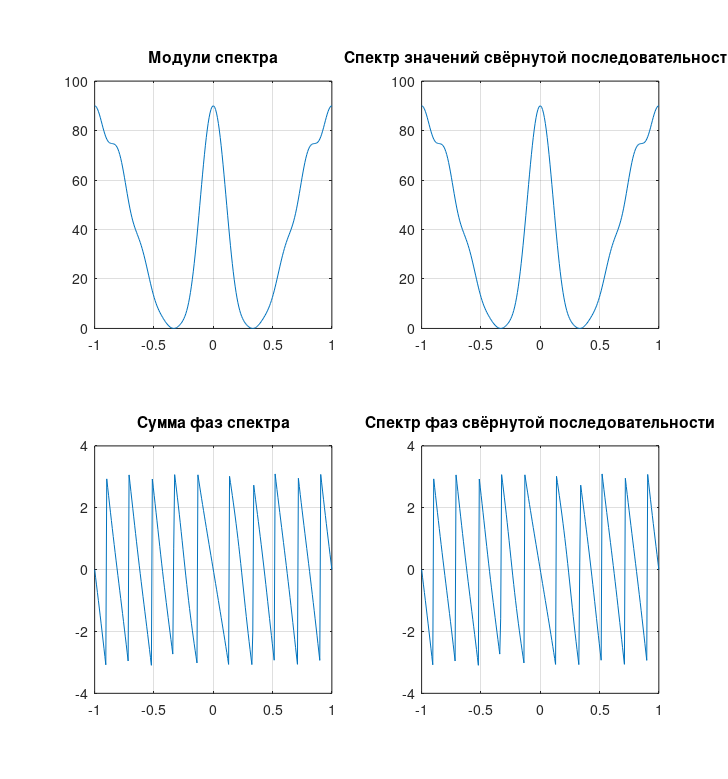 Модули спектра
100
80
60
40
20
0
-1 -0.5 0 0.5 1
Спектр значений свёрнутой последовательност
100
80
60
40
20
0
-1 -0.5 0 0.5 1
Сумма фаз спектра
4
2
0
-2
-4
-1 -0.5 0 0.5 1
Спектр фаз свёрнутой последовательности
4
2
0
-2
-4
-1 -0.5 0 0.5 1